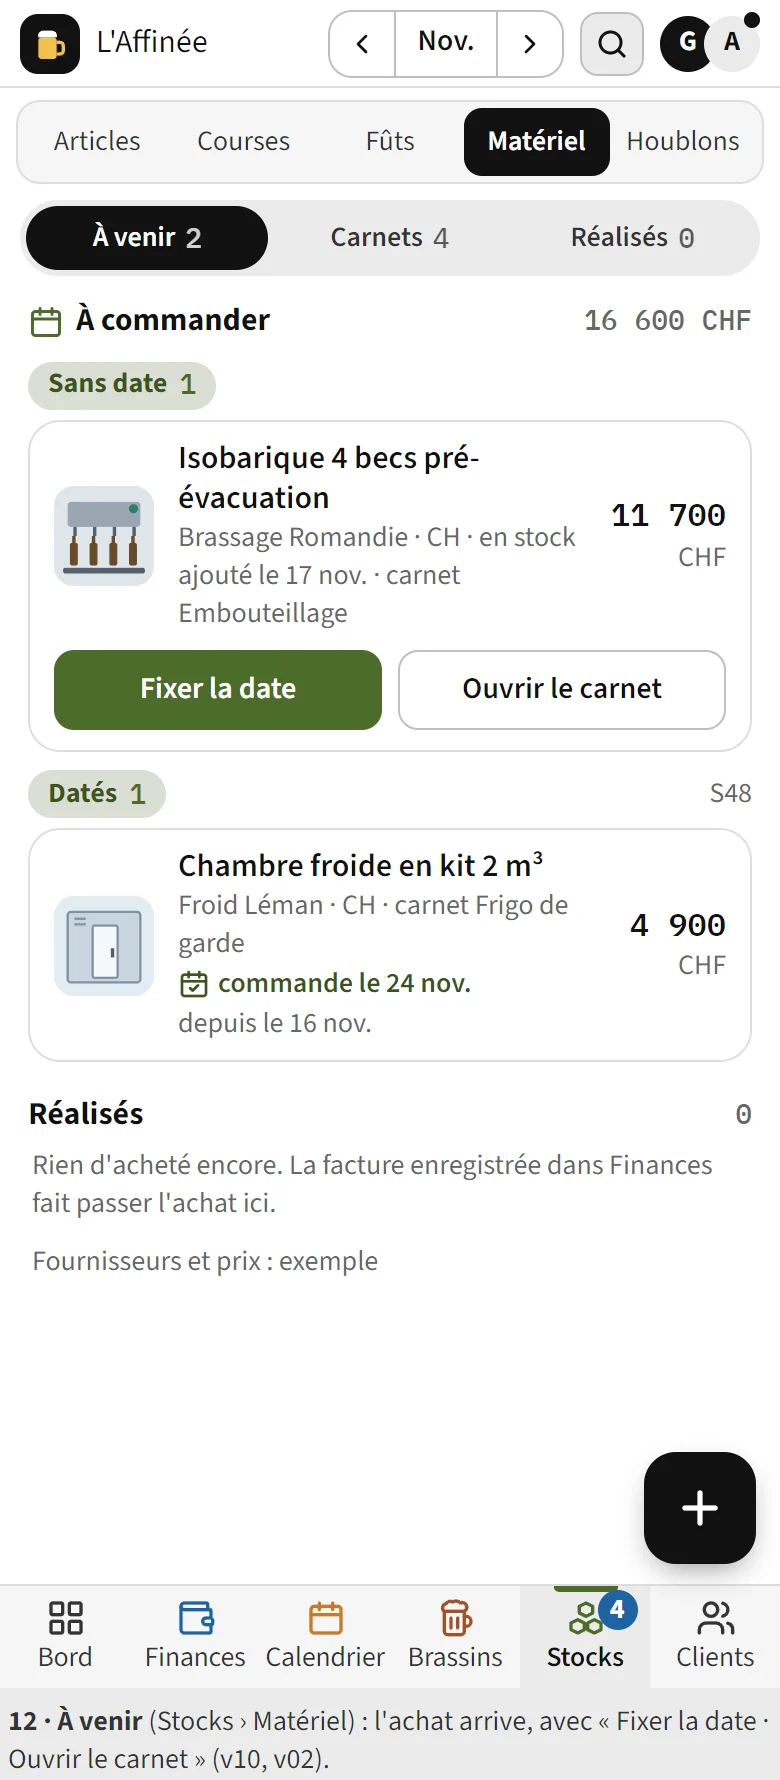 L'Affinée
Nov.
G
A
Articles Courses Fûts Matériel Houblons
À venir 2 Carnets 4 Réalisés 0
À commander 16 600 CHF
Sans date 1
Isobarique 4 becs pré-
évacuation
Brassage Romandie · CH · en stock
ajouté le 17 nov. · carnet
Embouteillage
11 700
CHF
Fixer la date Ouvrir le carnet
Datés 1 S48
Chambre froide en kit 2 m³
Froid Léman · CH · carnet Frigo de
garde
commande le 24 nov.
depuis le 16 nov.
4 900
CHF
Réalisés 0
Rien d'acheté encore. La facture enregistrée dans Finances
fait passer l'achat ici.
Fournisseurs et prix : exemple
4
Bord Finances Calendrier Brassins Stocks Clients
12 · À venir (Stocks › Matériel) : l'achat arrive, avec « Fixer la date ·
Ouvrir le carnet » (v10, v02).